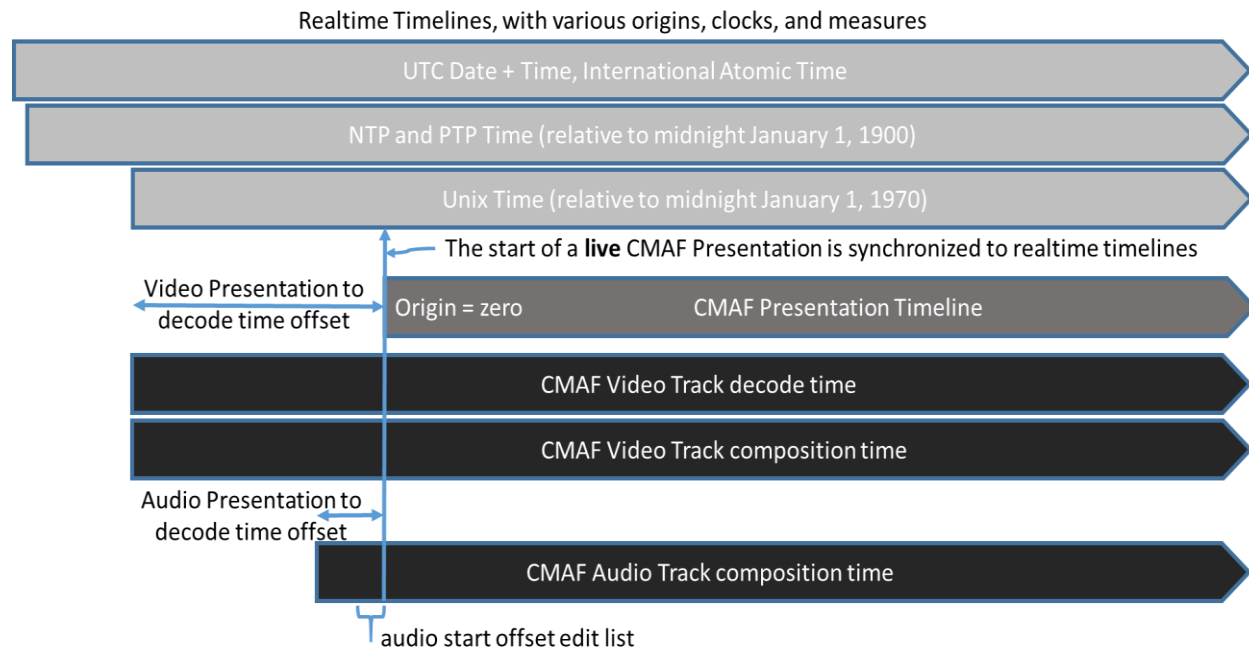 Realtime Timelines, with various origins, clocks, and measures
UTC Date + Time, International Atomic Time
NTP and PTP Time (relative to midnight January 1, 1900)
Unix Time (relative to midnight January 1, 1970)
The start of a live CMAF Presentation is synchronized to realtime timelines
Video Presentation to
decode time offset
Origin = zero
CMAF Presentation Timeline
CMAF Video Track decode time
CMAF Video Track composition time
Audio Presentation to
decode time offset
CMAF Audio Track composition time
audio start offset edit list